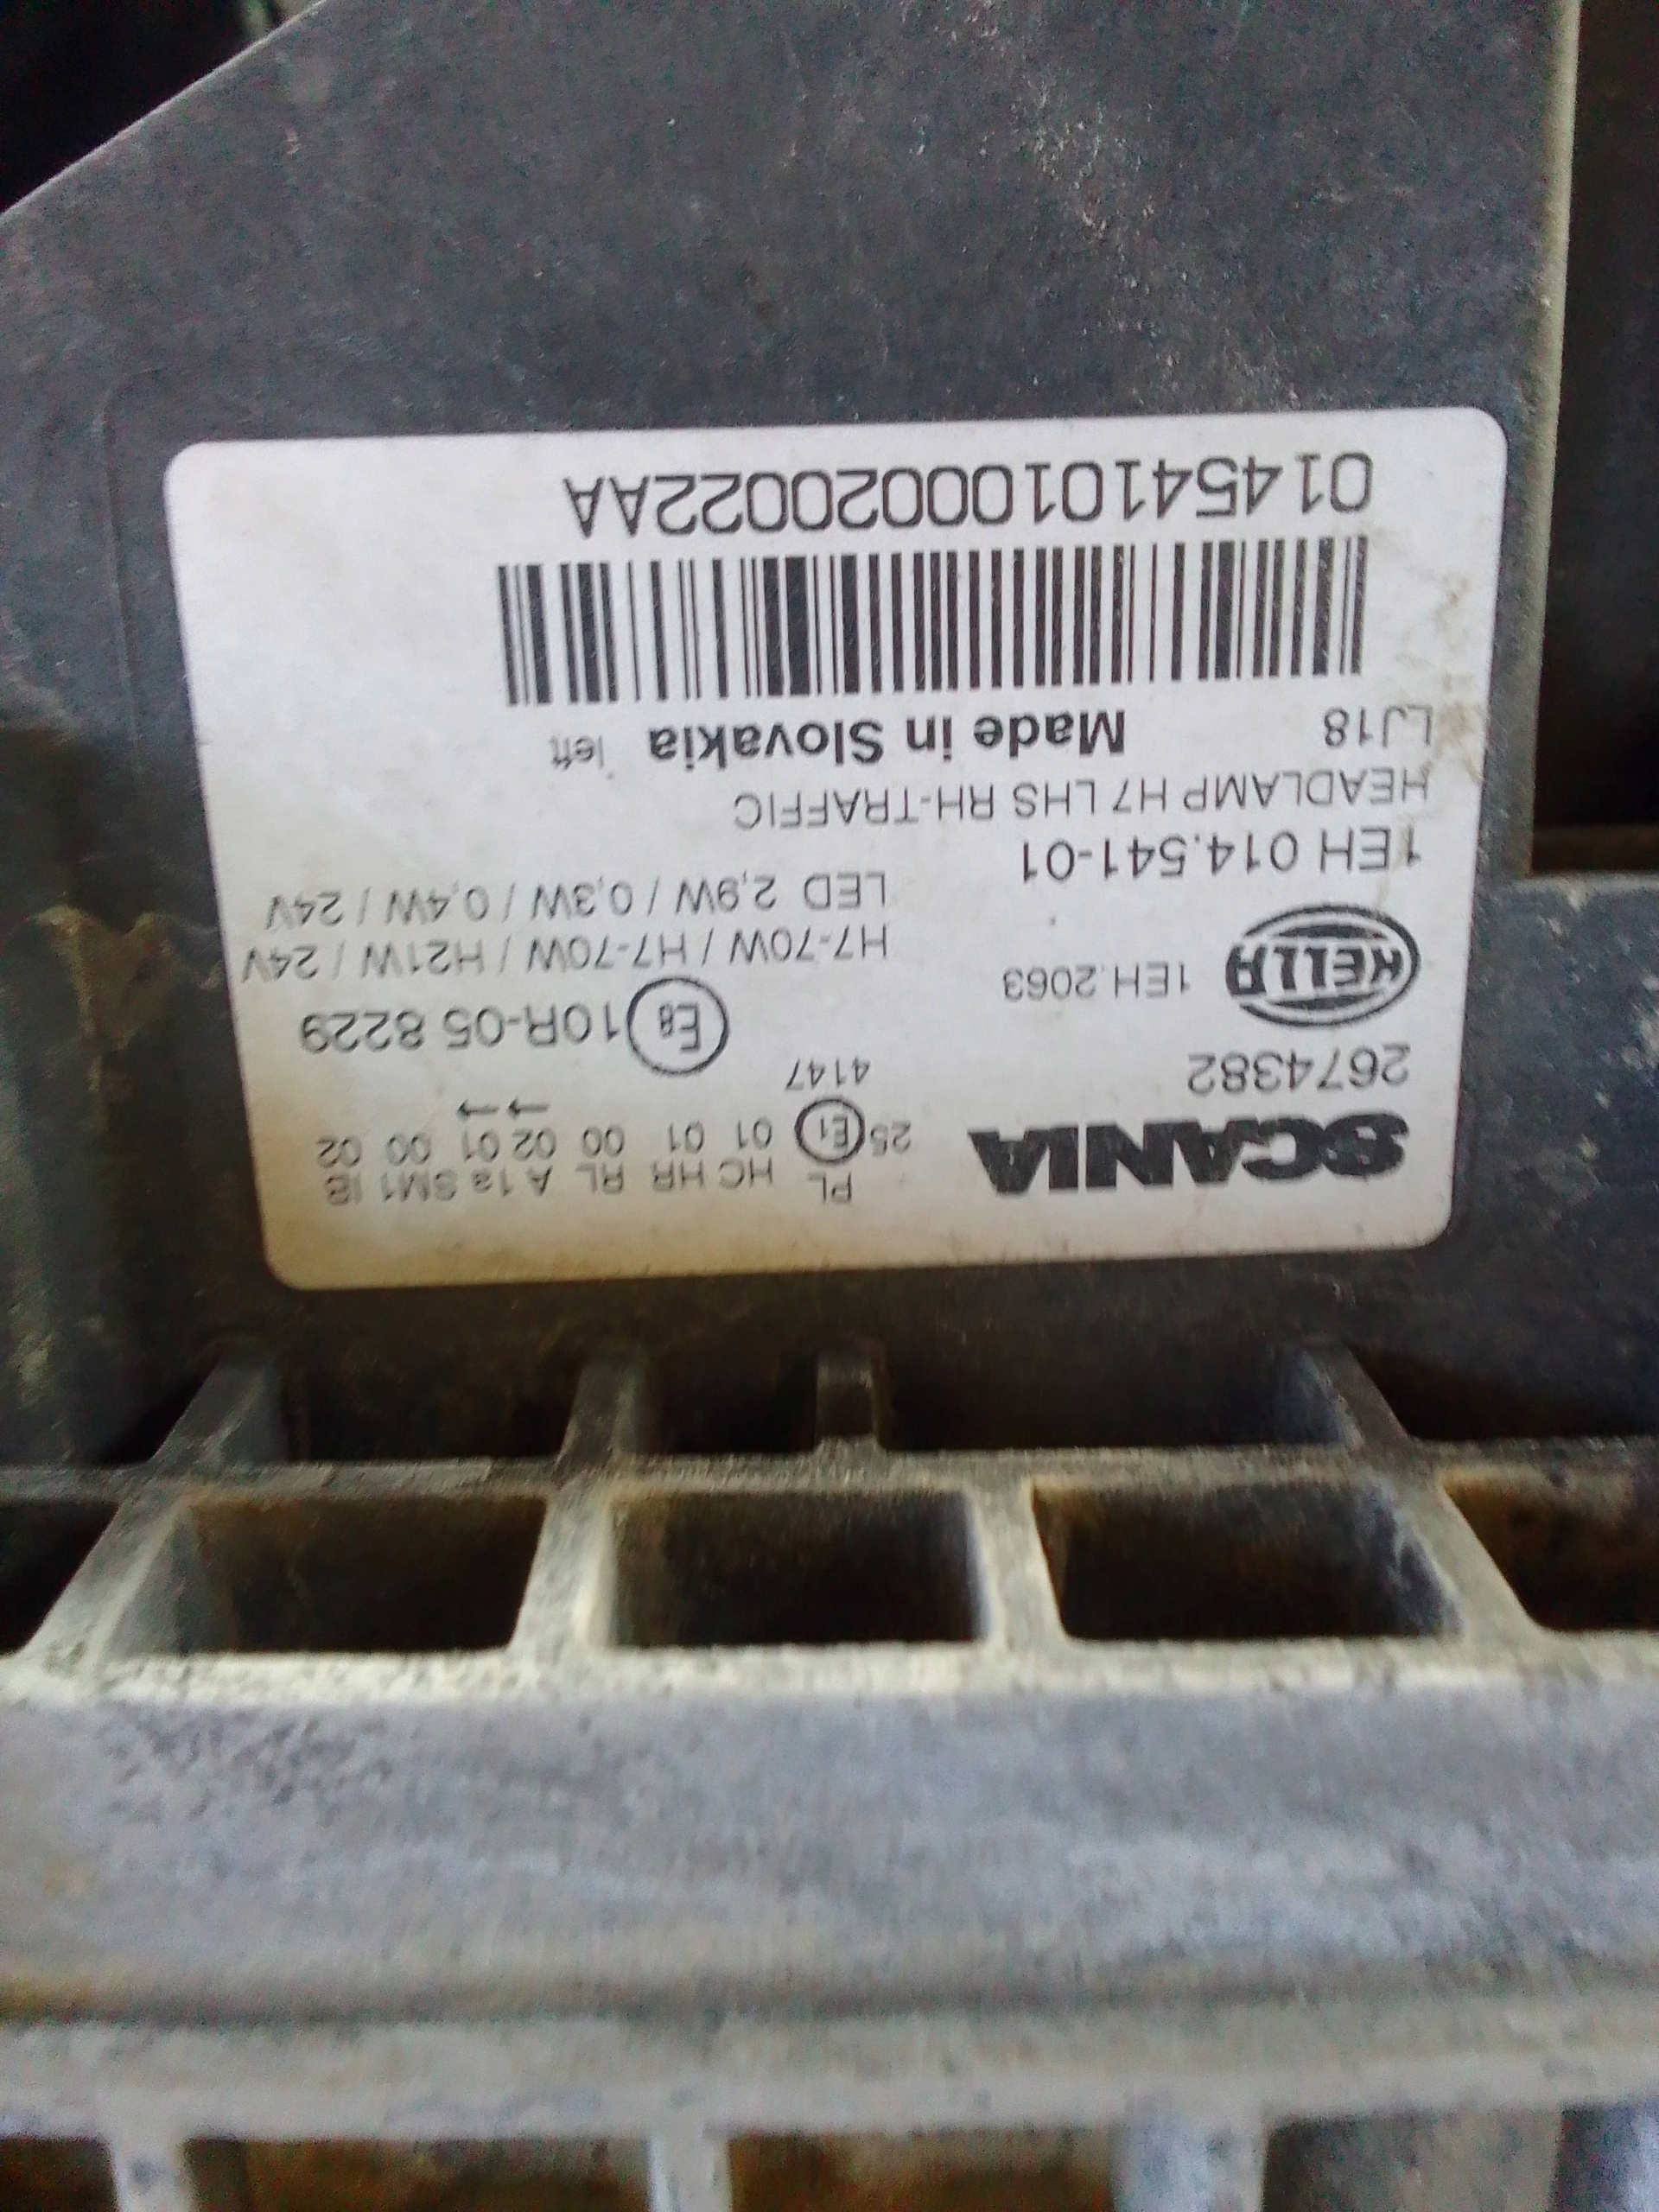 PL HC HR RL A 1a SM1 IB
SCANIA 25 E1 01 01 00 02 01 00 02
→ →
4147
2674382
E8 10R-05 8229
HELLA 1EH.2063
H7-70W / H7-70W / H21W / 24V
LED 2,9W / 0,3W / 0,4W / 24V
1EH 014.541-01
HEADLAMP H7 LHS RH-TRAFFIC
LJ18 Made in Slovakia left
01454101000200022AA